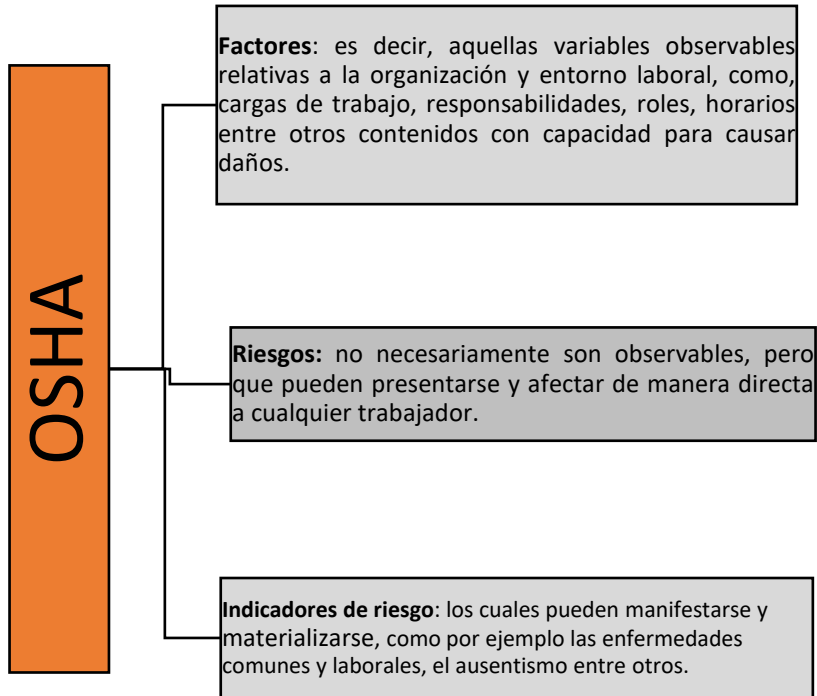 OSHA
Factores: es decir, aquellas variables observables
relativas a la organización y entorno laboral, como,
cargas de trabajo, responsabilidades, roles, horarios
entre otros contenidos con capacidad para causar
daños.
Riesgos: no necesariamente son observables, pero
que pueden presentarse y afectar de manera directa
a cualquier trabajador.
Indicadores de riesgo: los cuales pueden manifestarse y
materializarse, como por ejemplo las enfermedades
comunes y laborales, el ausentismo entre otros.